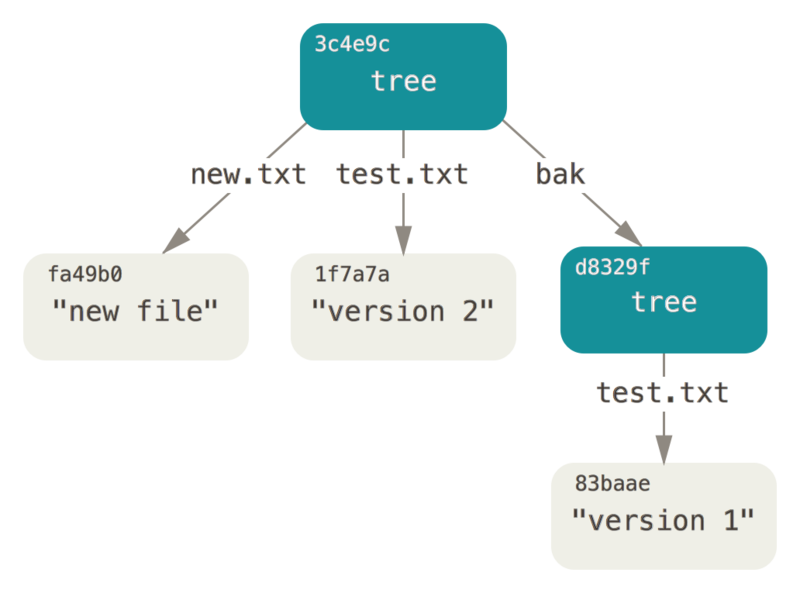 3c4e9c
tree
new.txt test.txt bak
fa49b0
"new file"
1f7a7a
"version 2"
d8329f
tree
test.txt
83baae
"version 1"